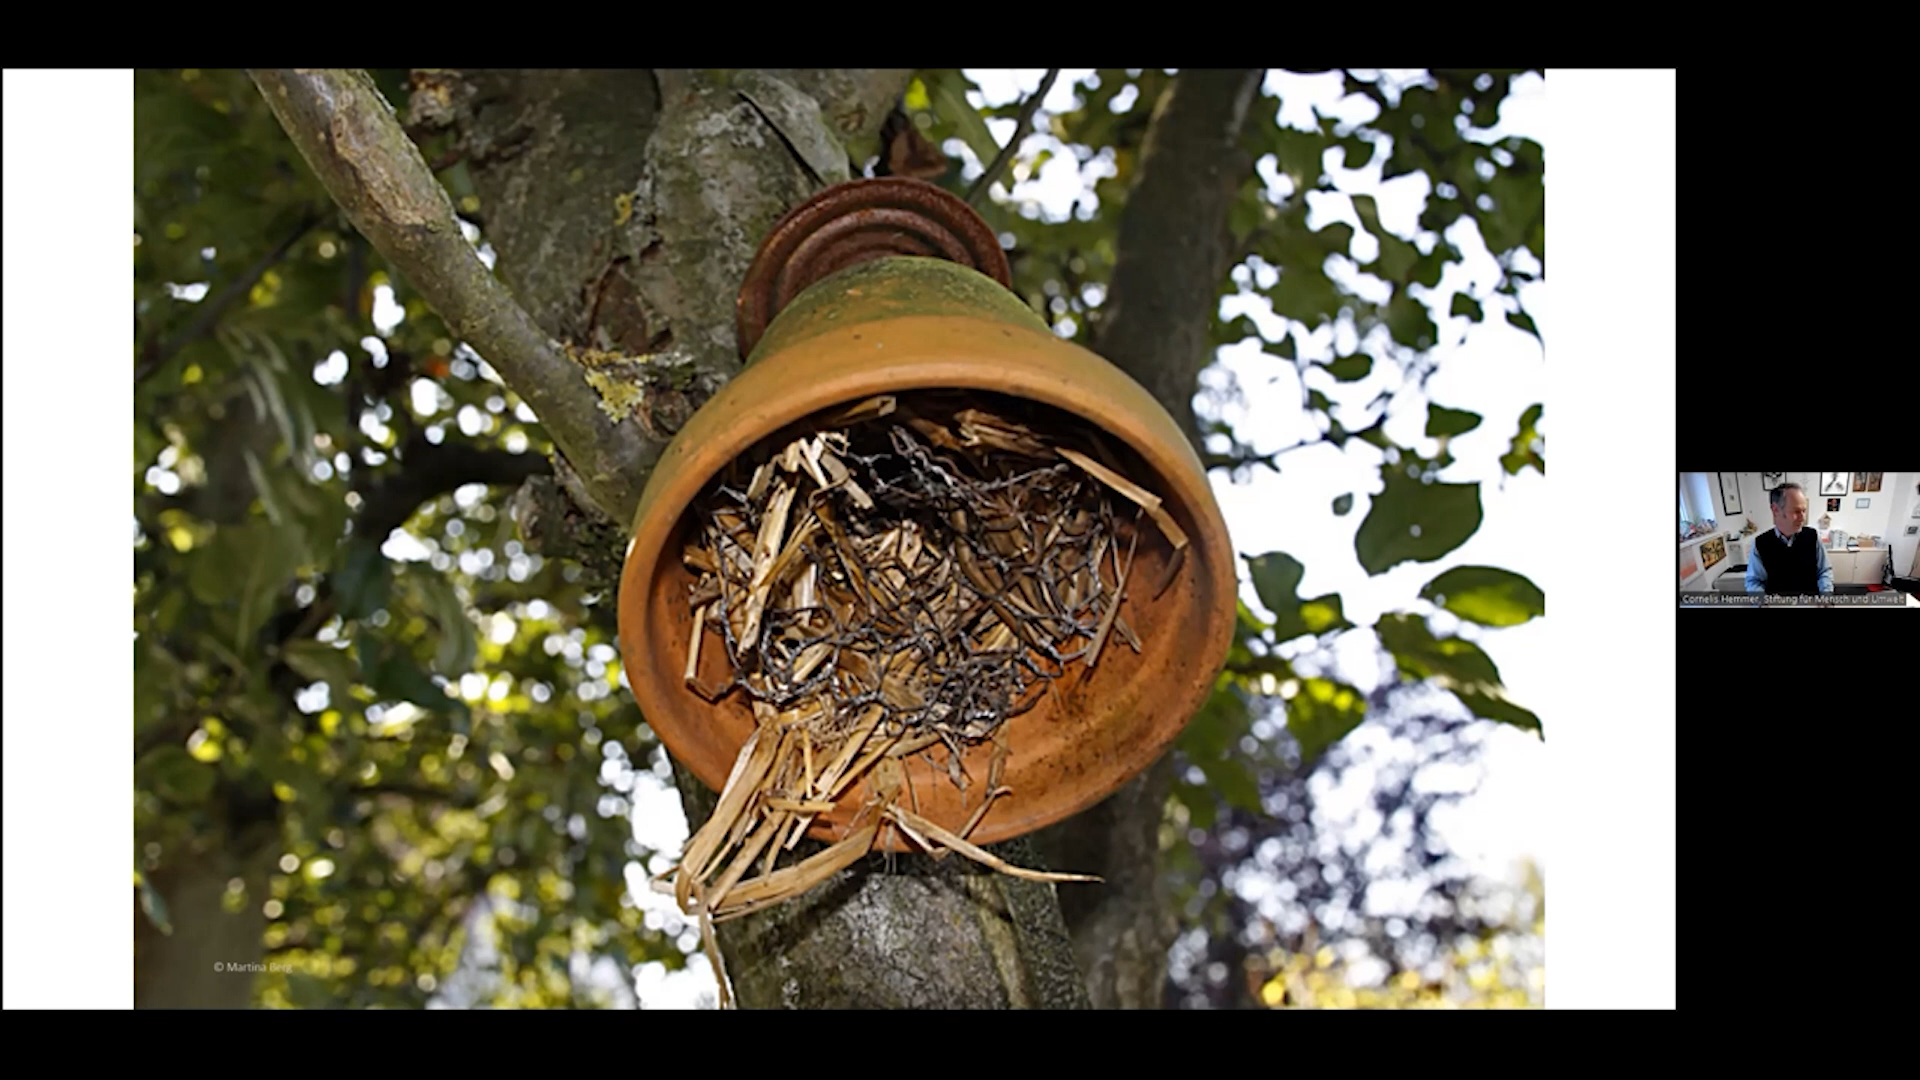 © Martina Berg
Cornelis Hemmer, Stiftung für Mensch und Umwelt